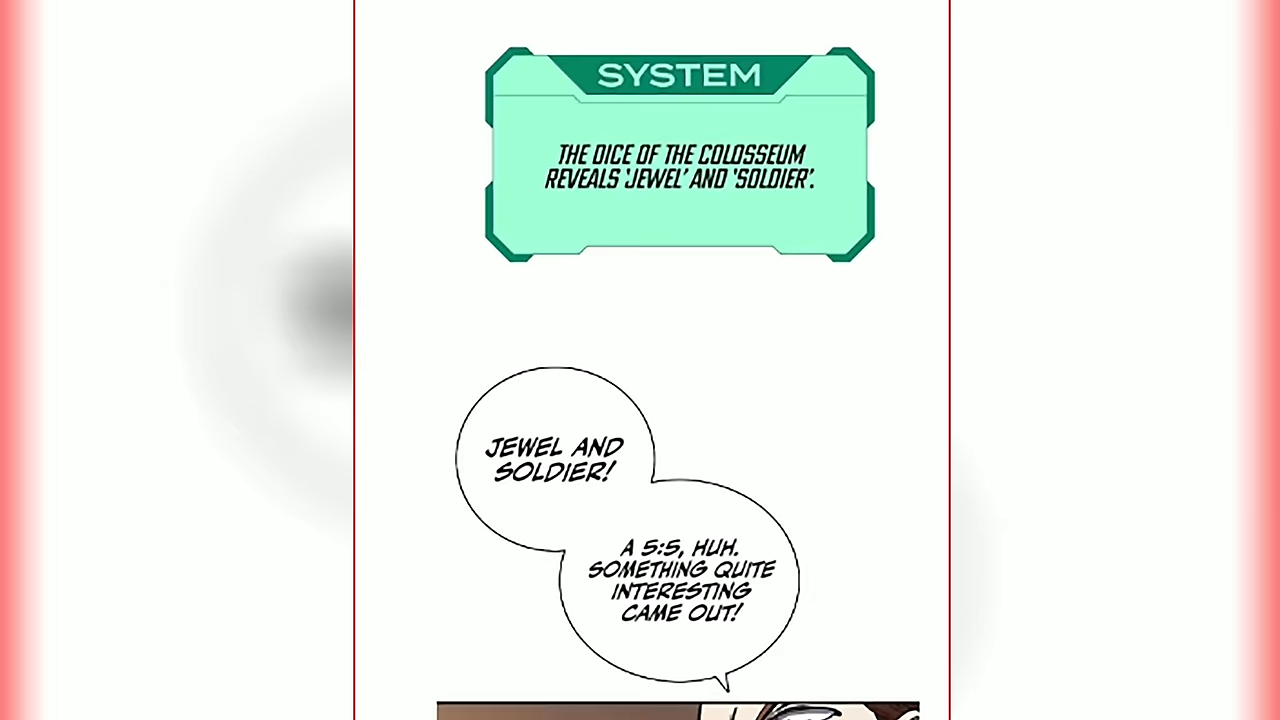 SYSTEM
THE DICE OF THE COLOSSEUM
REVEALS 'JEWEL' AND 'SOLDIER'.
JEWEL AND
SOLDIER!
A 5:5, HUH.
SOMETHING QUITE
INTERESTING
CAME OUT!